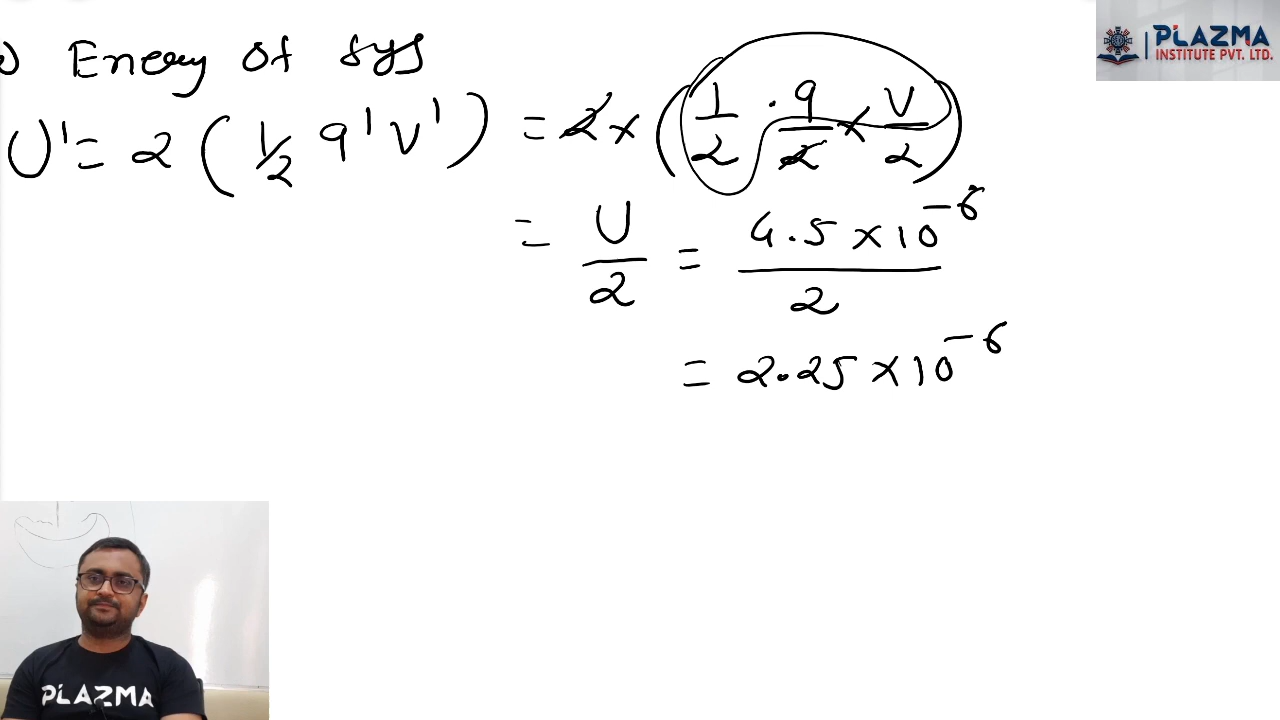 ) Energy of sys
U' = 2 ( 1/2 q' V' ) = 2 × ( 1/2 . q/2 × V/2 )
= U/2 = 4.5 × 10⁻⁶ / 2
= 2.25 × 10⁻⁶
PLAZMA
INSTITUTE PVT. LTD.
PLAZMA